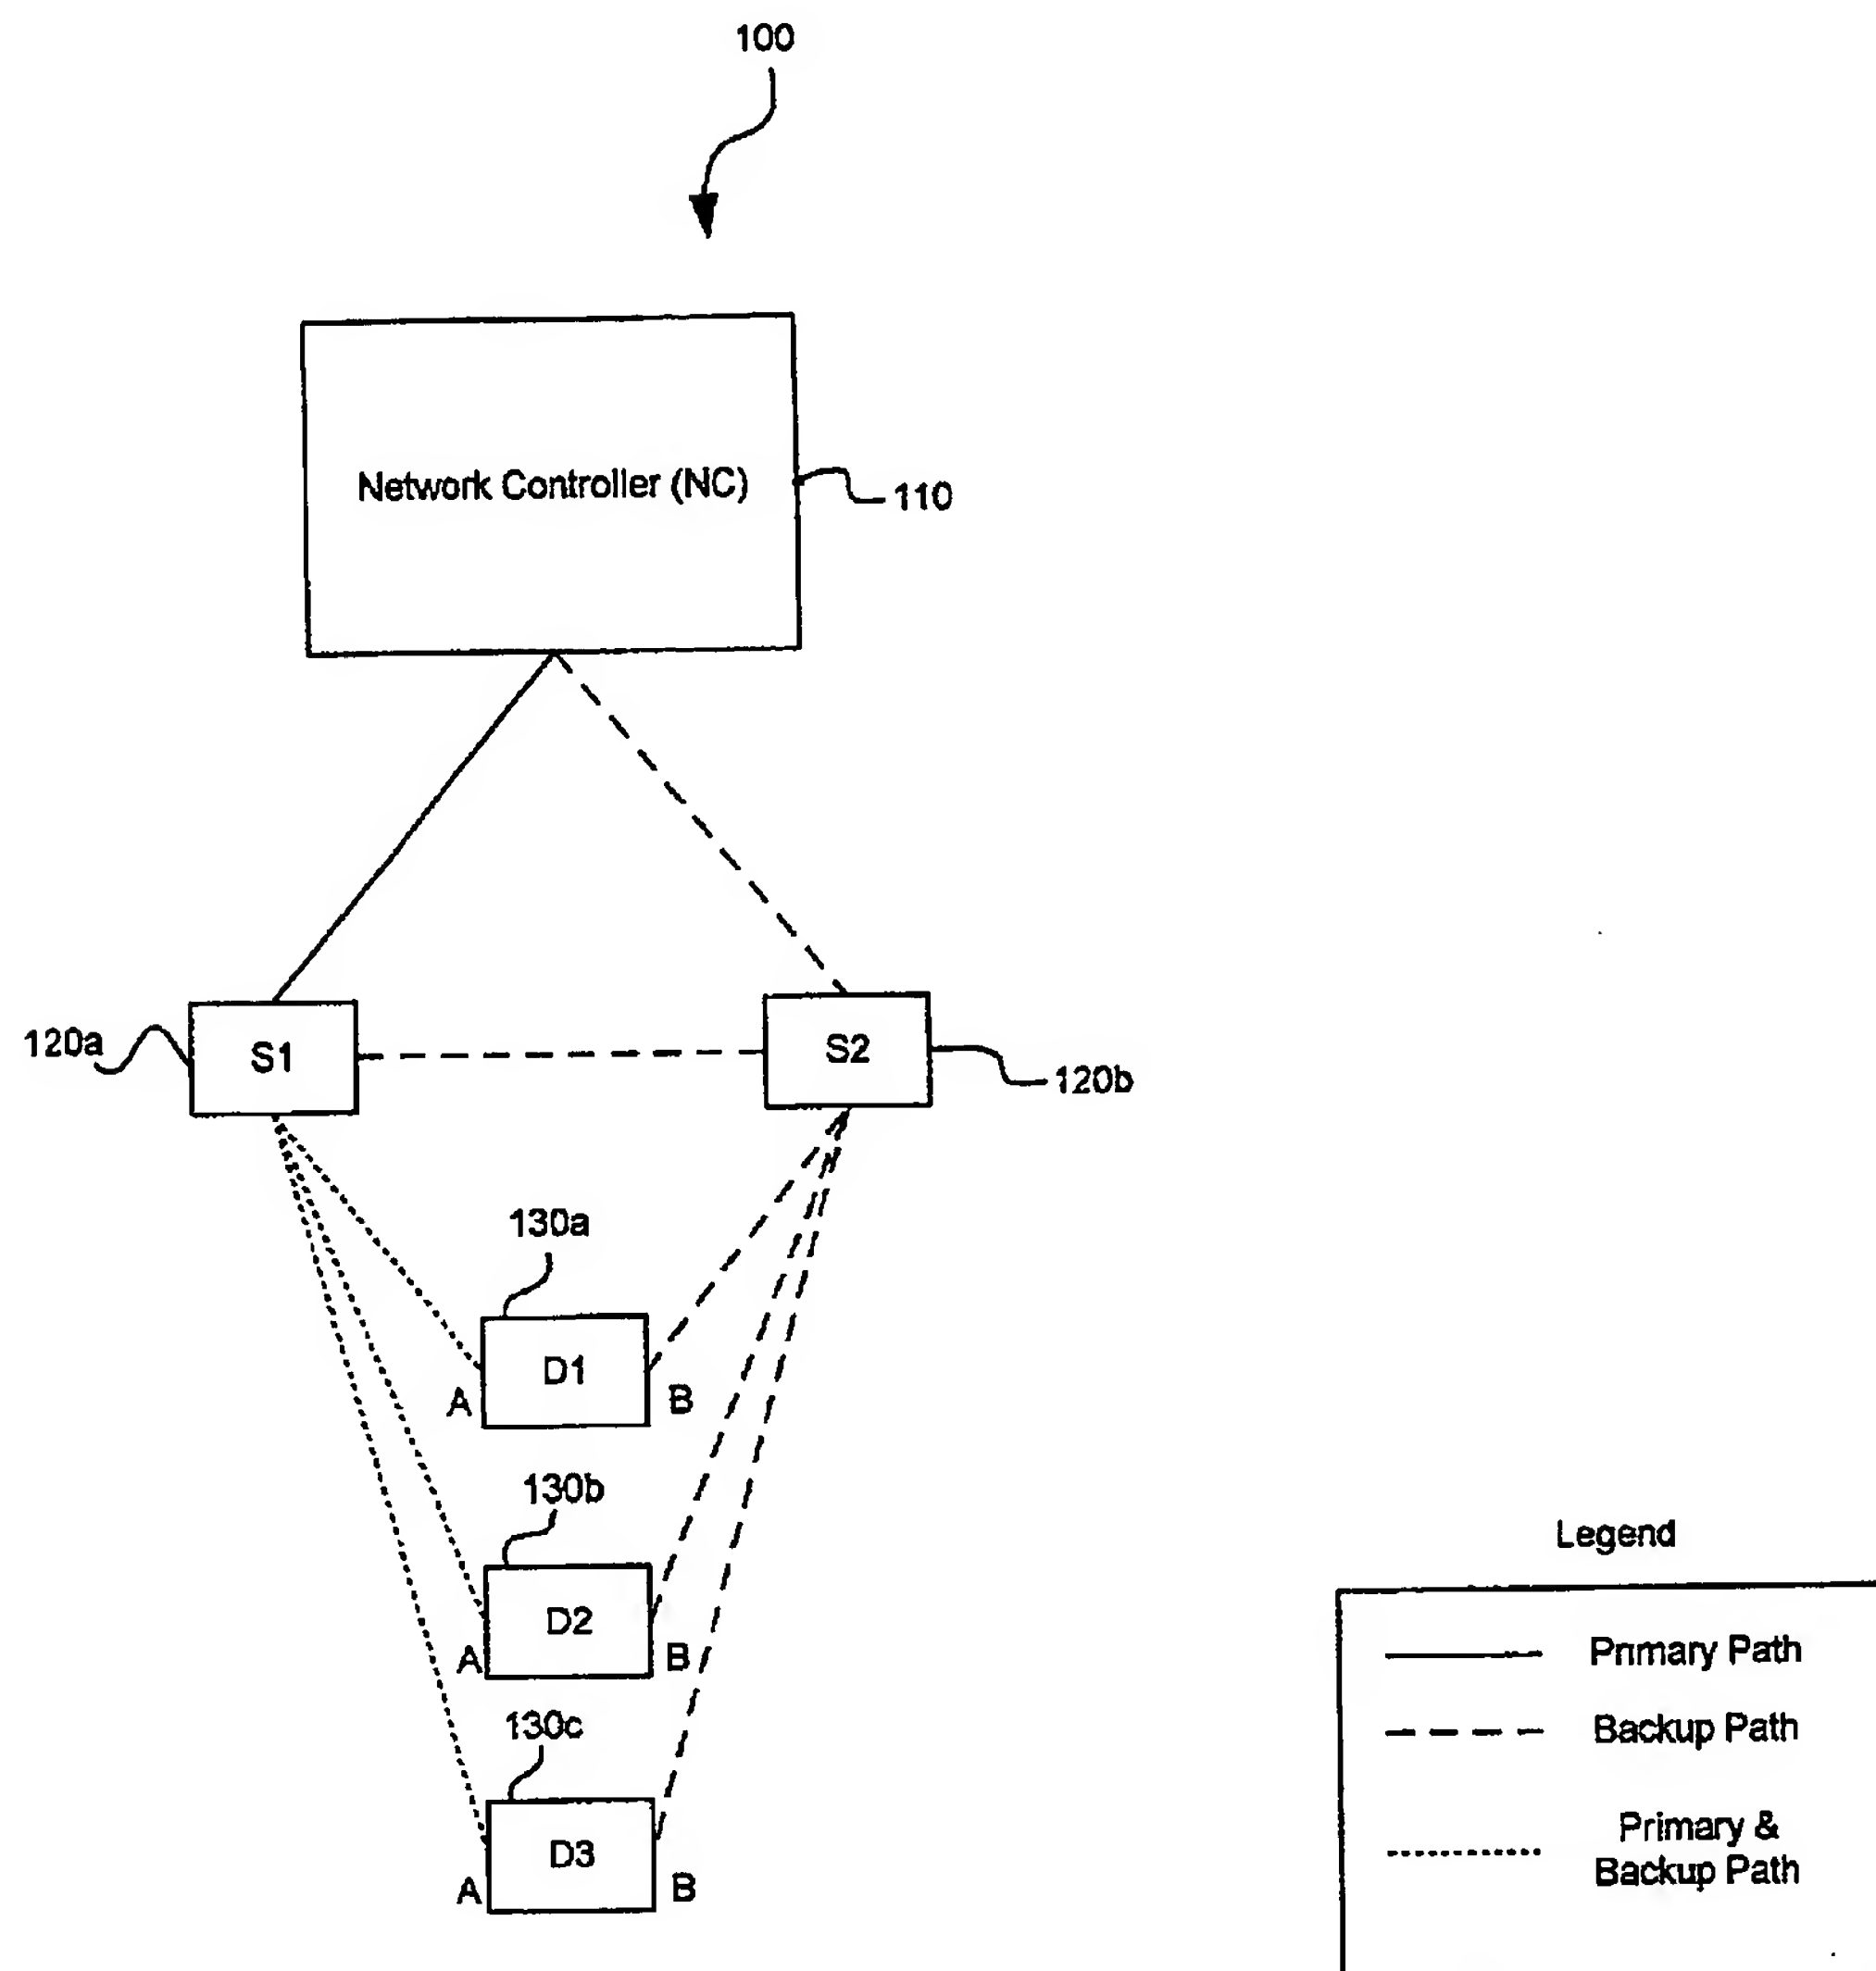 100
Network Controller (NC)
110
120a
S1
S2
120b
130a
D1
A
B
130b
D2
A
B
130c
D3
A
B
Legend
Primary Path
Backup Path
Primary &
Backup Path